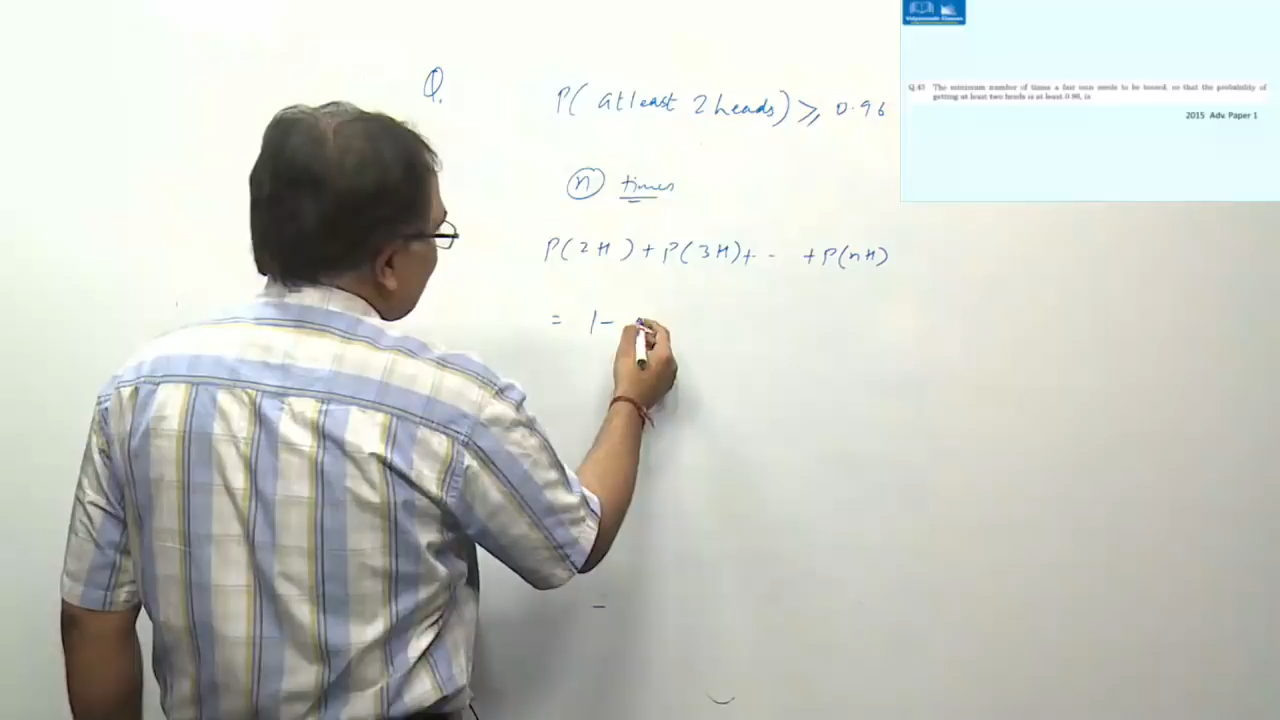 Vidyamandir Classes
Q.
P( atleast 2 heads) ⩾ 0.96
Q.47 The minimum number of times a fair coin needs to be tossed, so that the probability of
getting at least two heads is at least 0.96, is
2015 Adv. Paper 1
n times
P(2H) + P(3H) + - - + P(nH)
= 1 -